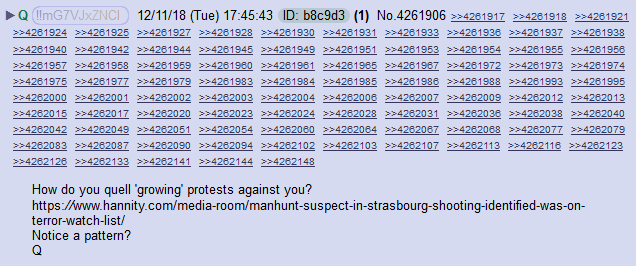 Q !!mG7VJxZNCI 12/11/18 (Tue) 17:45:43 ID: b8c9d3 (1) No.4261906 >>4261917 >>4261918 >>4261921
>>4261924 >>4261925 >>4261927 >>4261928 >>4261930 >>4261931 >>4261933 >>4261936 >>4261937 >>4261939
>>4261940 >>4261942 >>4261944 >>4261949 >>4261951 >>4261953 >>4261954 >>4261955 >>4261956
>>4261957 >>4261958 >>4261959 >>4261960 >>4261961 >>4261965 >>4261967 >>4261972 >>4261973 >>4261974
>>4261975 >>4261977 >>4261979 >>4261983 >>4261984 >>4261985 >>4261986 >>4261988 >>4261993 >>4261995
>>4262000 >>4262001 >>4262002 >>4262003 >>4262004 >>4262006 >>4262007 >>4262009 >>4262012 >>4262013
>>4262015 >>4262017 >>4262020 >>4262023 >>4262024 >>4262028 >>4262031 >>4262036 >>4262038 >>4262040
>>4262042 >>4262049 >>4262051 >>4262054 >>4262060 >>4262064 >>4262067 >>4262068 >>4262077 >>4262079
>>4262083 >>4262087 >>4262090 >>4262094 >>4262102 >>4262103 >>4262107 >>4262113 >>4262116 >>4262123
>>4262126 >>4262133 >>4262141 >>4262144 >>4262148
How do you quell 'growing' protests against you?
https://www.hannity.com/media-room/manhunt-suspect-in-strasbourg-shooting-identified-was-on-
terror-watch-list/
Notice a pattern?
Q